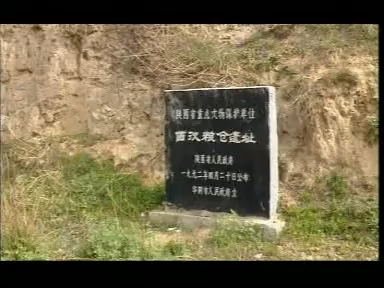 陕西省重点文物保护单位
西汉粮仓遗址
陕西省人民政府
一九九二年四月二十日公布
华阴市人民政府立